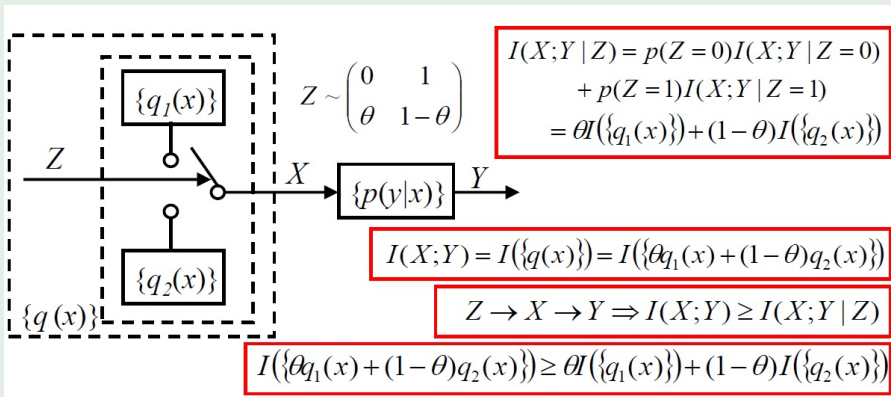 {q₁(x)}
Z
{q₂(x)}
{q(x)}
Z ~ ( 0 1
θ 1−θ )
X
{p(y|x)}
Y
I(X;Y|Z) = p(Z=0)I(X;Y|Z=0)
+ p(Z=1)I(X;Y|Z=1)
= θI({q₁(x)}) + (1−θ)I({q₂(x)})
I(X;Y) = I({q(x)}) = I({θq₁(x) + (1−θ)q₂(x)})
Z → X → Y ⇒ I(X;Y) ≥ I(X;Y|Z)
I({θq₁(x) + (1−θ)q₂(x)}) ≥ θI({q₁(x)}) + (1−θ)I({q₂(x)})